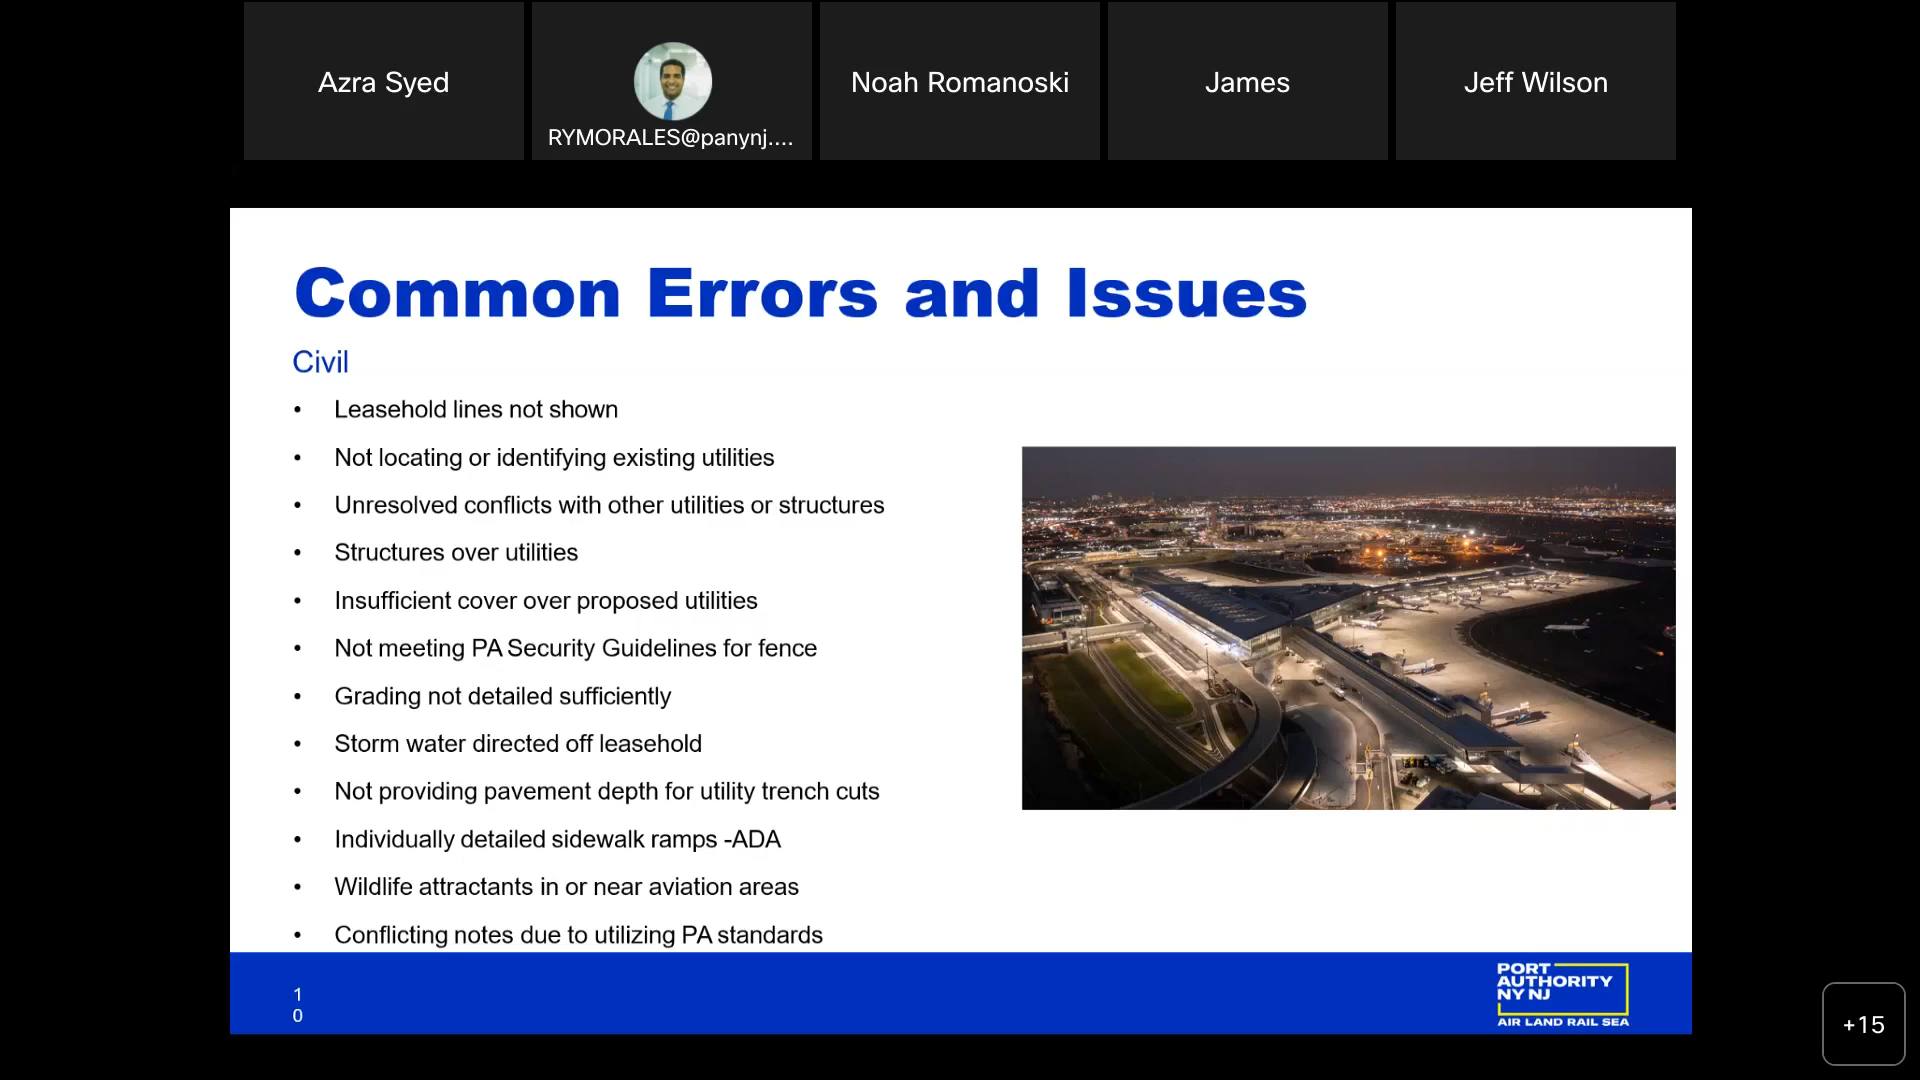 Azra Syed
RYMORALES@panynj....
Noah Romanoski
James
Jeff Wilson
Common Errors and Issues
Civil
• Leasehold lines not shown
• Not locating or identifying existing utilities
• Unresolved conflicts with other utilities or structures
• Structures over utilities
• Insufficient cover over proposed utilities
• Not meeting PA Security Guidelines for fence
• Grading not detailed sufficiently
• Storm water directed off leasehold
• Not providing pavement depth for utility trench cuts
• Individually detailed sidewalk ramps -ADA
• Wildlife attractants in or near aviation areas
• Conflicting notes due to utilizing PA standards
1
0
PORT
AUTHORITY
NY NJ
AIR LAND RAIL SEA
+15